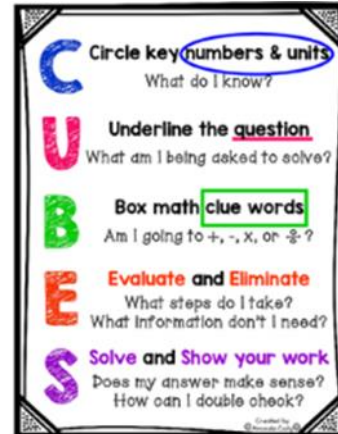 C
Circle key numbers & units
What do I know?
U
Underline the question
What am I being asked to solve?
B
Box math clue words
Am I going to +, -, x, or ÷?
E
Evaluate and Eliminate
What steps do I take?
What information don't I need?
S
Solve and Show your work
Does my answer make sense?
How can I double check?
Created by